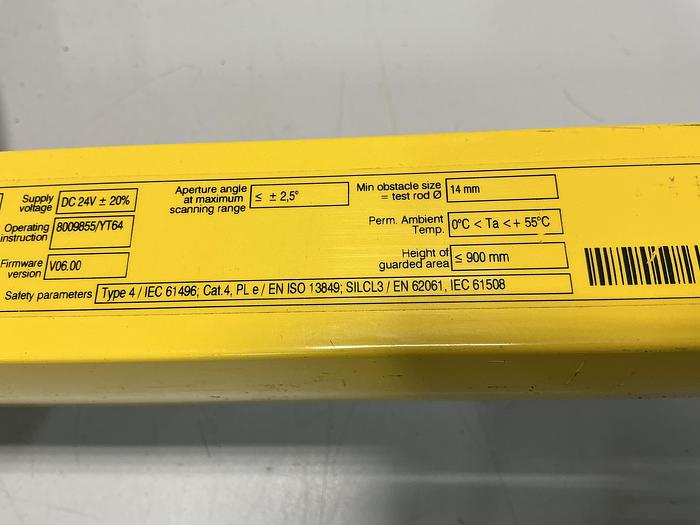 Supply
voltage
DC 24V ± 20%
Operating
instruction
8009855/YT64
Firmware
version
V06.00
Aperture angle
at maximum
scanning range
≤ ± 2,5°
Min obstacle size
= test rod Ø
14 mm
Perm. Ambient
Temp.
0°C < Ta < + 55°C
Height of
guarded area
≤ 900 mm
Safety parameters
Type 4 / IEC 61496; Cat.4, PL e / EN ISO 13849; SILCL3 / EN 62061, IEC 61508